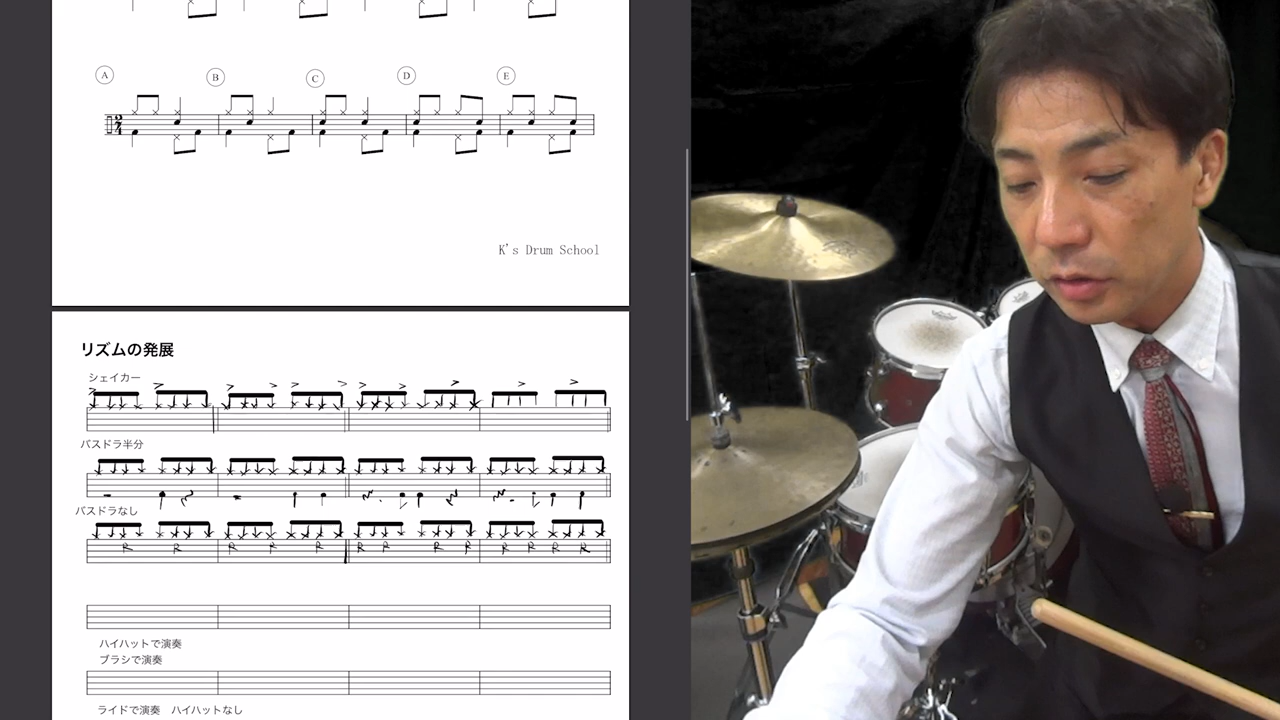 A B C D E
2
4
K's Drum School
リズムの発展
シェイカー
バスドラ半分
バスドラなし
R R R R R R R R R R R R R
ハイハットで演奏
ブラシで演奏
ライドで演奏　ハイハットなし